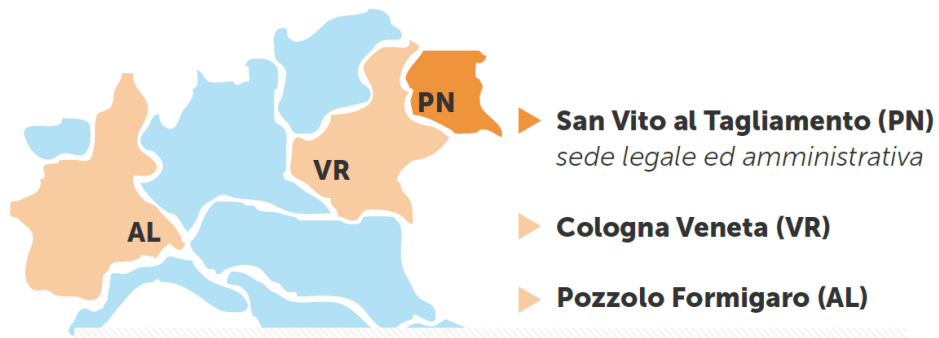 PN
VR
AL
San Vito al Tagliamento (PN)
sede legale ed amministrativa
Cologna Veneta (VR)
Pozzolo Formigaro (AL)